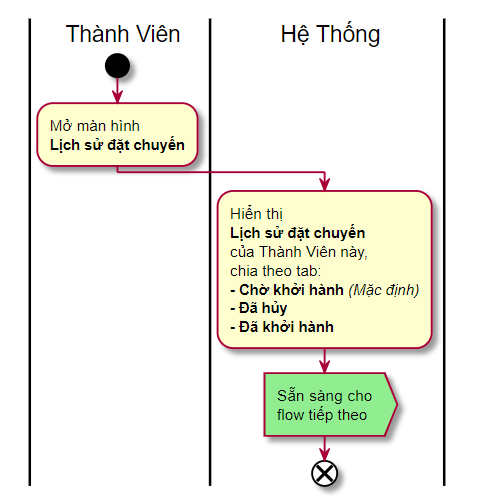 Thành Viên
Hệ Thống
Mở màn hình
Lịch sử đặt chuyến
Hiển thị
Lịch sử đặt chuyến
của Thành Viên này,
chia theo tab:
- Chờ khởi hành (Mặc định)
- Đã hủy
- Đã khởi hành
Sẵn sàng cho
flow tiếp theo